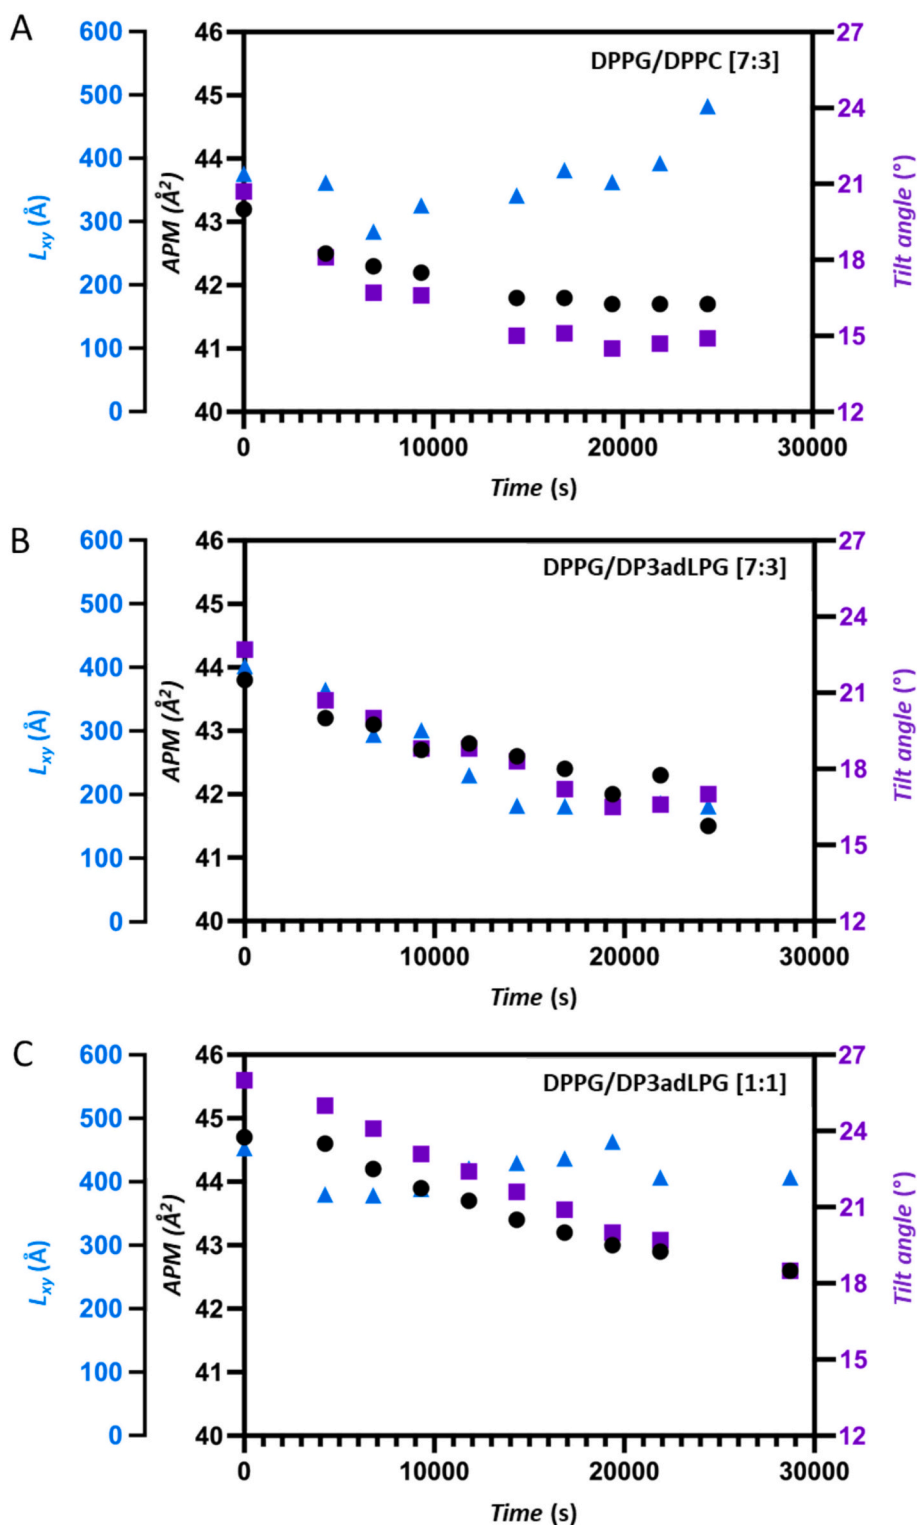 A
DPPG/DPPC [7:3]
600
500
400
300
200
100
0
Lxy (Å)
46
45
44
43
42
41
40
APM (Å²)
27
24
21
18
15
12
Tilt angle (°)
0 10000 20000 30000
Time (s)
B
DPPG/DP3adLPG [7:3]
600
500
400
300
200
100
0
Lxy (Å)
46
45
44
43
42
41
40
APM (Å²)
27
24
21
18
15
12
Tilt angle (°)
0 10000 20000 30000
Time (s)
C
DPPG/DP3adLPG [1:1]
600
500
400
300
200
100
0
Lxy (Å)
46
45
44
43
42
41
40
APM (Å²)
27
24
21
18
15
12
Tilt angle (°)
0 10000 20000 30000
Time (s)